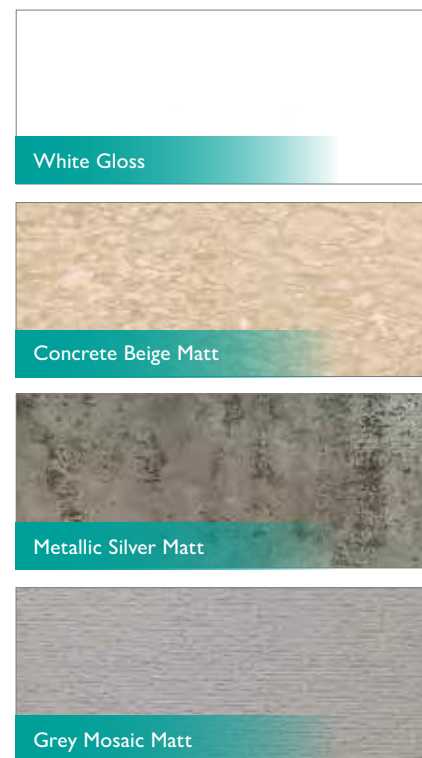 White Gloss
Concrete Beige Matt
Metallic Silver Matt
Grey Mosaic Matt